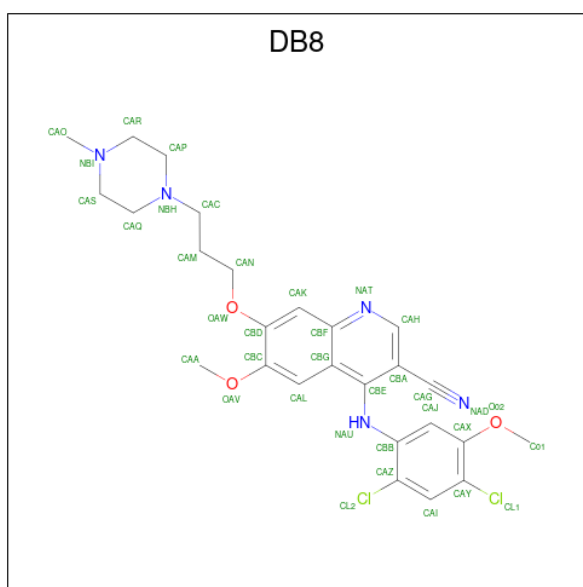 DB8
CAR
CAO
NBI
CAP
CAS
N
N
NBH
CAQ
CAC
CAM
CAN
O
OAW
CAK
NAT
N
CAH
CBD
CBF
CAA
CBC
CBG
CBA
O
OAV
CAL
CBE
CAG
CAJ
N
NAD
O02
HN
NAU
O
CAX
C01
CBB
CAZ
CAY
Cl
CL2
CAI
Cl
CL1